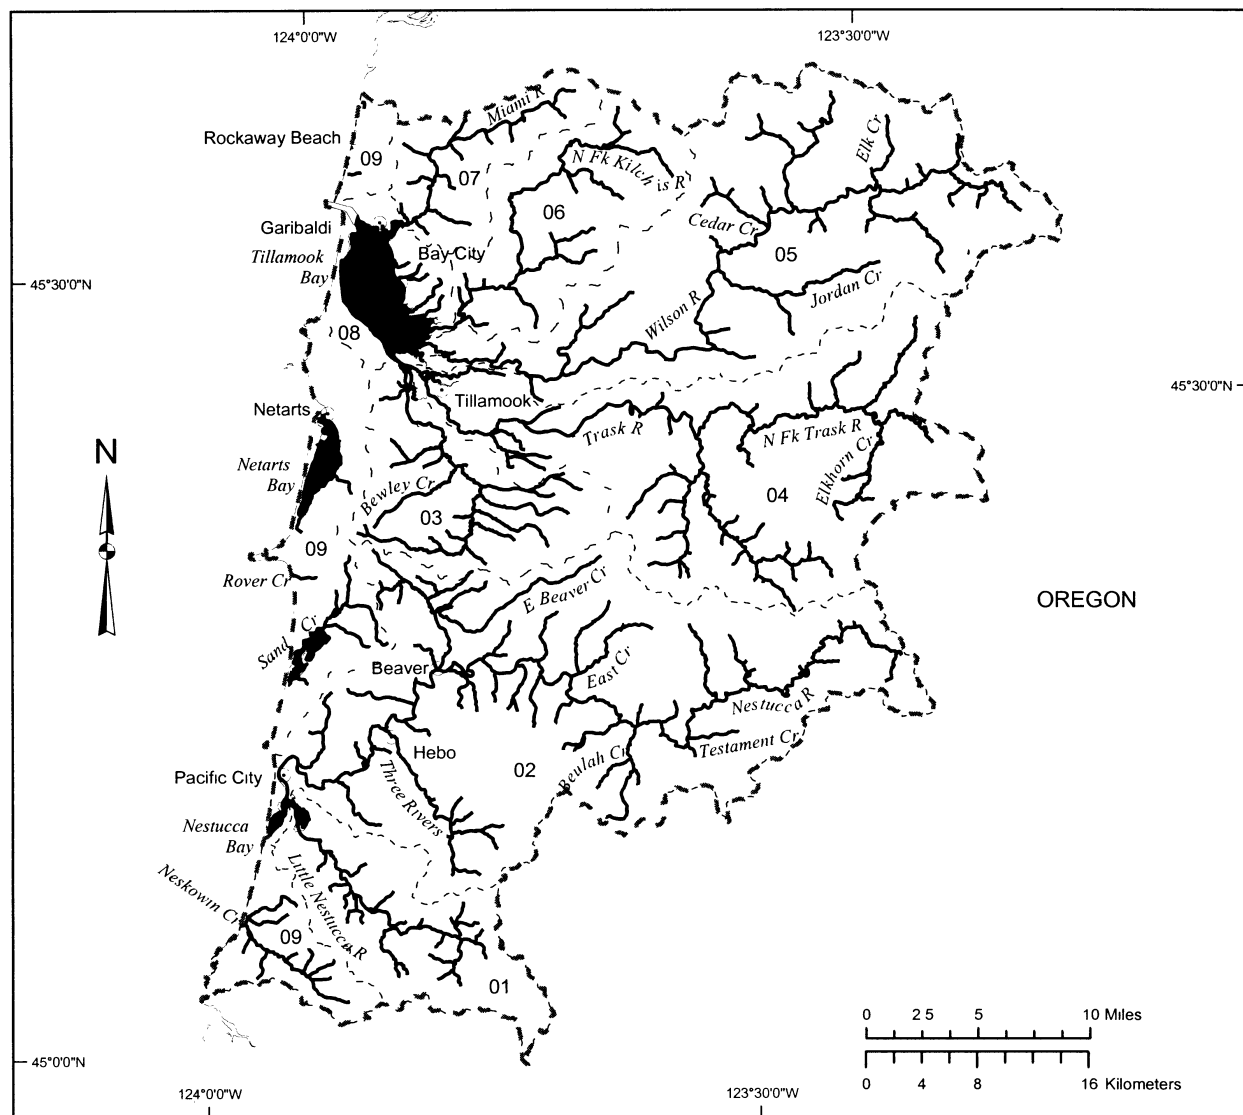 124°0'0"W
123°30'0"W
Miami R
Rockaway Beach
Elk Cr
09
N Fk Kilchis R
07
06
Garibaldi
Cedar Cr
Tillamook
Bay
Bay City
05
45°30'0"N
Jordan Cr
Wilson R
08
45°30'0"N
Tillamook
Netarts
Trask R
N Fk Trask R
N
Netarts
Bay
Elkhorn Cr
Bewley Cr
04
03
09
Rover Cr
E Beaver Cr
OREGON
Sand Cr
Beaver
East Cr
Nestucca R
Testament Cr
Hebo
Beulah Cr
02
Pacific City
Three Rivers
Nestucca
Bay
Little Nestucca R
Neskowin Cr
09
01
0 2 5 5 10 Miles
45°0'0"N
0 4 8 16 Kilometers
124°0'0"W
123°30'0"W